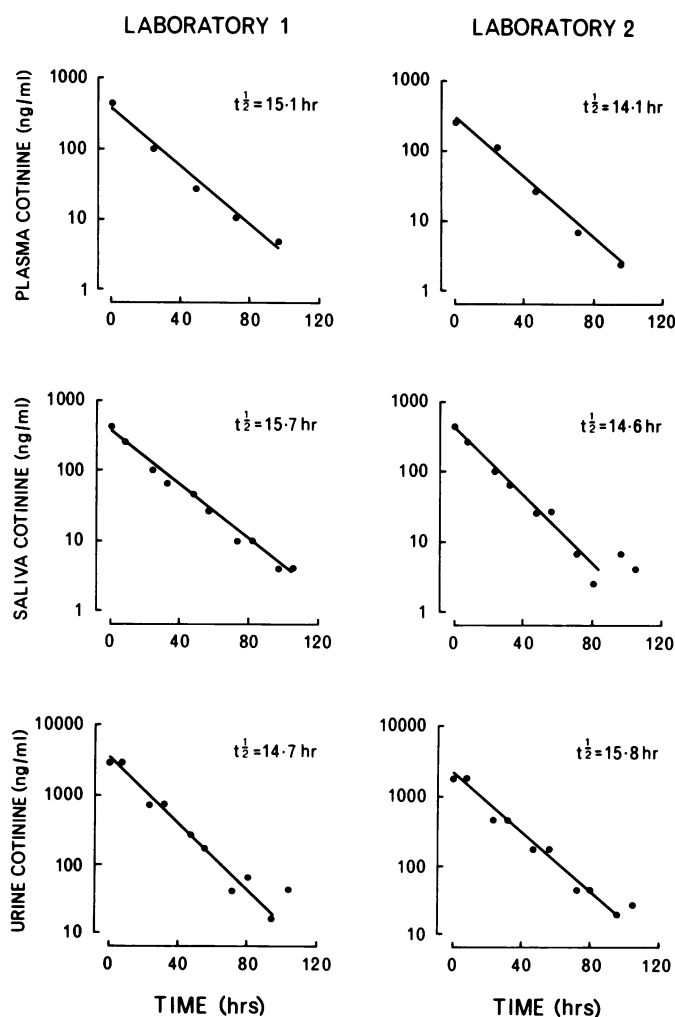 LABORATORY 1
LABORATORY 2
PLASMA COTININE (ng/ml)
1000
100
10
1
t½=15·1 hr
0 40 80 120
1000
100
10
1
t½=14·1 hr
0 40 80 120
SALIVA COTININE (ng/ml)
1000
100
10
1
t½=15·7 hr
0 40 80 120
1000
100
10
1
t½=14·6 hr
0 40 80 120
URINE COTININE (ng/ml)
10000
1000
100
10
t½=14·7 hr
0 40 80 120
TIME (hrs)
10000
1000
100
10
t½=15·8 hr
0 40 80 120
TIME (hrs)